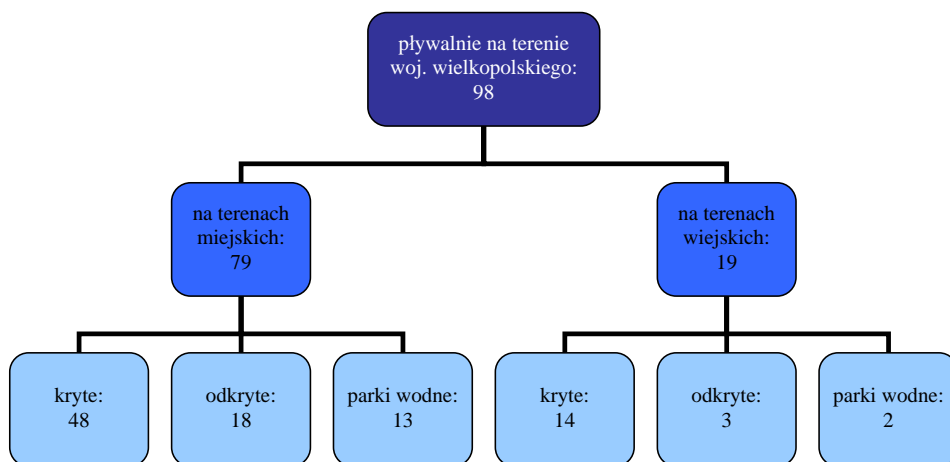 pływalnie na terenie
woj. wielkopolskiego:
98
na terenach
miejskich:
79
na terenach
wiejskich:
19
kryte:
48
odkryte:
18
parki wodne:
13
kryte:
14
odkryte:
3
parki wodne:
2